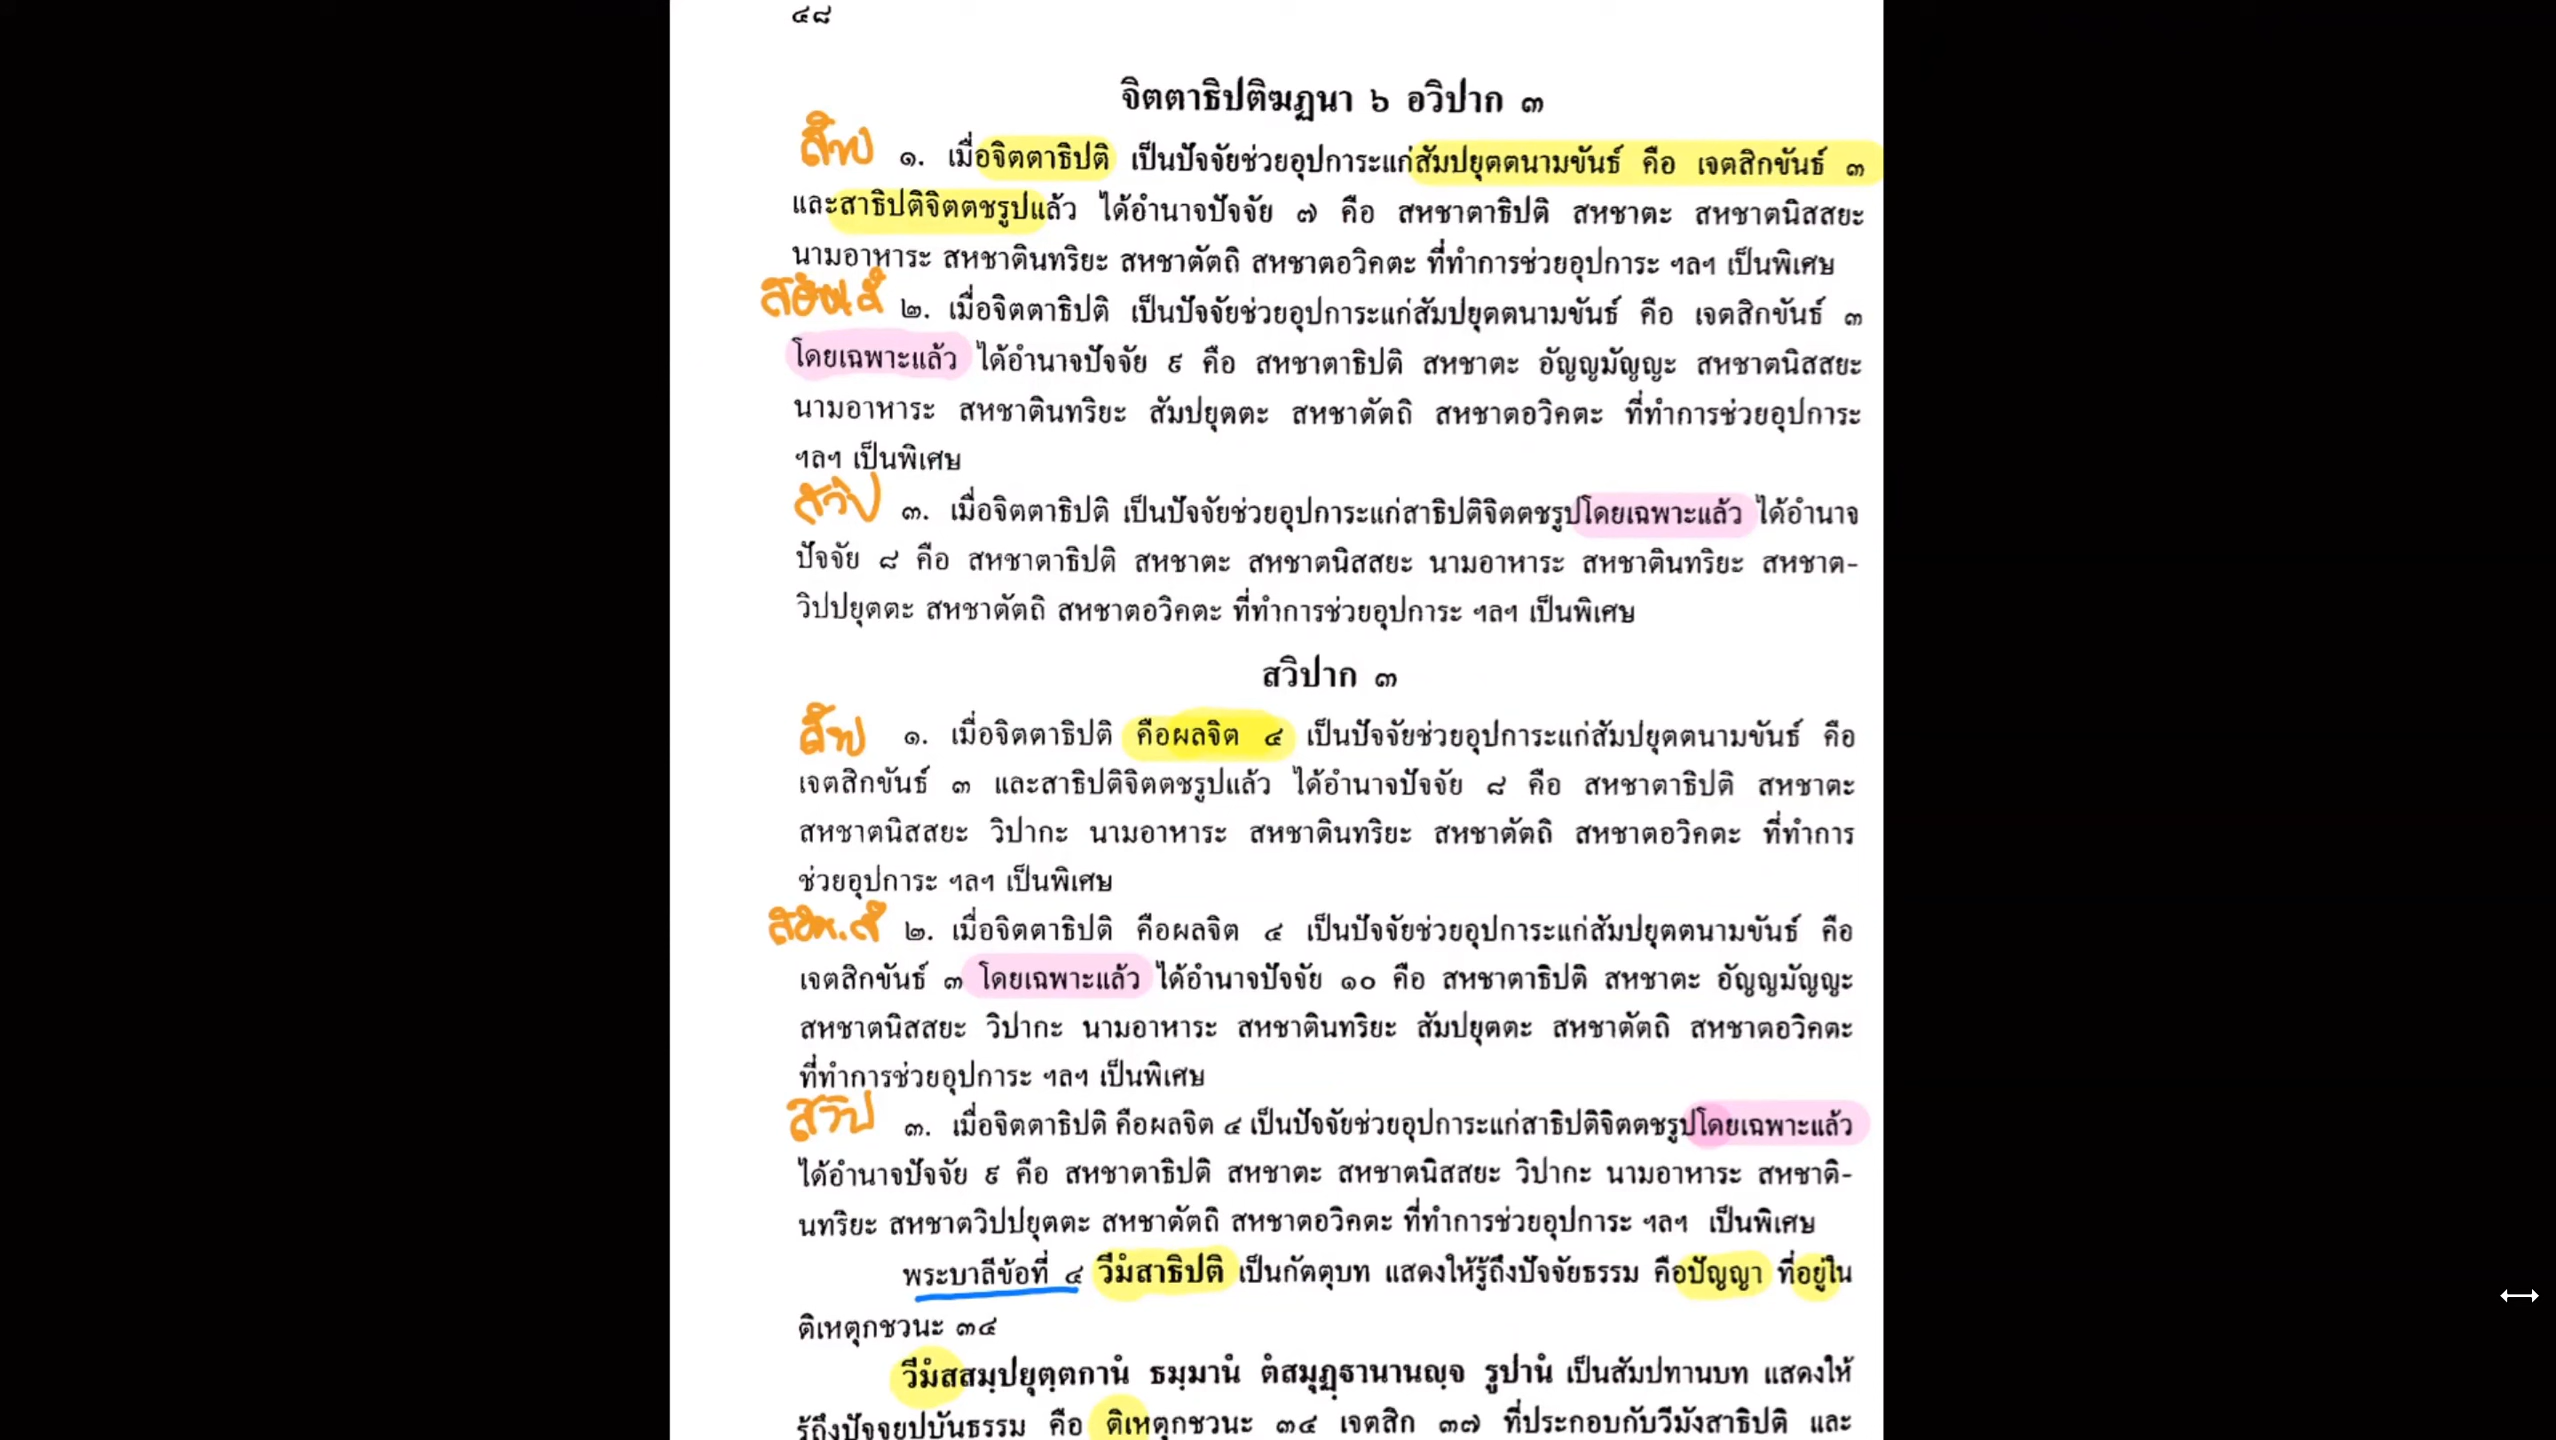 ๔๘
จิตตาธิปติฆฏนา ๖ อวิปาก ๓
๑. เมื่อจิตตาธิปติ เป็นปัจจัยช่วยอุปการะแก่สัมปยุตตนามขันธ์ คือ เจตสิกขันธ์ ๓
และสาธิปติจิตตชรูปแล้ว ได้อำนาจปัจจัย ๗ คือ สหชาตาธิปติ สหชาตะ สหชาตนิสสยะ
นามอาหาระ สหชาตินทริยะ สหชาตัตถิ สหชาตอวิคตะ ที่ทำการช่วยอุปการะ ฯลฯ เป็นพิเศษ
๒. เมื่อจิตตาธิปติ เป็นปัจจัยช่วยอุปการะแก่สัมปยุตตนามขันธ์ คือ เจตสิกขันธ์ ๓
โดยเฉพาะแล้ว ได้อำนาจปัจจัย ๙ คือ สหชาตาธิปติ สหชาตะ อัญญมัญญะ สหชาตนิสสยะ
นามอาหาระ สหชาตินทริยะ สัมปยุตตะ สหชาตัตถิ สหชาตอวิคตะ ที่ทำการช่วยอุปการะ
ฯลฯ เป็นพิเศษ
สวิป ๓. เมื่อจิตตาธิปติ เป็นปัจจัยช่วยอุปการะแก่สาธิปติจิตตชรูปโดยเฉพาะแล้ว ได้อำนาจ
ปัจจัย ๘ คือ สหชาตาธิปติ สหชาตะ สหชาตนิสสยะ นามอาหาระ สหชาตินทริยะ สหชาต-
วิปปยุตตะ สหชาตัตถิ สหชาตอวิคตะ ที่ทำการช่วยอุปการะ ฯลฯ เป็นพิเศษ
สวิปาก ๓
๑. เมื่อจิตตาธิปติ คือผลจิต ๔ เป็นปัจจัยช่วยอุปการะแก่สัมปยุตตนามขันธ์ คือ
เจตสิกขันธ์ ๓ และสาธิปติจิตตชรูปแล้ว ได้อำนาจปัจจัย ๘ คือ สหชาตาธิปติ สหชาตะ
สหชาตนิสสยะ วิปากะ นามอาหาระ สหชาตินทริยะ สหชาตัตถิ สหชาตอวิคตะ ที่ทำการ
ช่วยอุปการะ ฯลฯ เป็นพิเศษ
๒. เมื่อจิตตาธิปติ คือผลจิต ๔ เป็นปัจจัยช่วยอุปการะแก่สัมปยุตตนามขันธ์ คือ
เจตสิกขันธ์ ๓ โดยเฉพาะแล้ว ได้อำนาจปัจจัย ๑๐ คือ สหชาตาธิปติ สหชาตะ อัญญมัญญะ
สหชาตนิสสยะ วิปากะ นามอาหาระ สหชาตินทริยะ สัมปยุตตะ สหชาตัตถิ สหชาตอวิคตะ
ที่ทำการช่วยอุปการะ ฯลฯ เป็นพิเศษ
สวิป ๓. เมื่อจิตตาธิปติ คือผลจิต ๔ เป็นปัจจัยช่วยอุปการะแก่สาธิปติจิตตชรูปโดยเฉพาะแล้ว
ได้อำนาจปัจจัย ๙ คือ สหชาตาธิปติ สหชาตะ สหชาตนิสสยะ วิปากะ นามอาหาระ สหชาติ-
นทริยะ สหชาตวิปปยุตตะ สหชาตัตถิ สหชาตอวิคตะ ที่ทำการช่วยอุปการะ ฯลฯ เป็นพิเศษ
พระบาลีข้อที่ ๔ วีมํสาธิปติ เป็นกัตตุบท แสดงให้รู้ถึงปัจจัยธรรม คือปัญญา ที่อยู่ใน
ติเหตุกชวนะ ๓๔
วีมํสสมฺปยุตฺตกานํ ธมฺมานํ ตํสมุฏฺฐานานญฺจ รูปานํ เป็นสัมปทานบท แสดงให้
รู้ถึงปัจจยุปบันธรรม คือ ติเหตุกชวนะ ๓๔ เจตสิก ๓๗ ที่ประกอบกับวีมังสาธิปติ และ